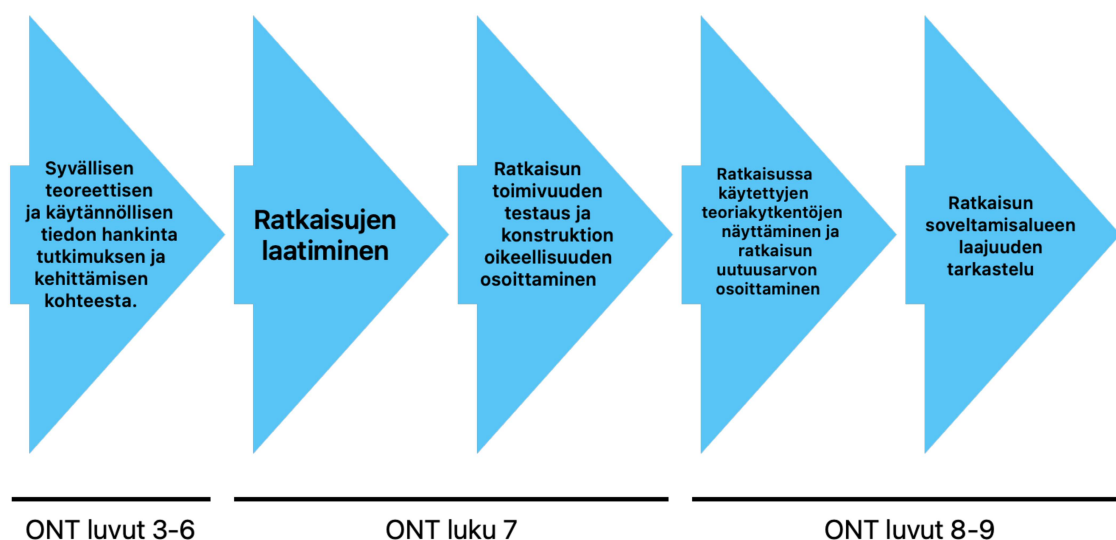 Syvällisen
teoreettisen
ja käytännöllisen
tiedon hankinta
tutkimuksen ja
kehittämisen
kohteesta.
Ratkaisujen
laatiminen
Ratkaisun
toimivuuden
testaus ja
konstruktion
oikeellisuuden
osoittaminen
Ratkaisussa
käytettyjen
teoriakytkentöjen
näyttäminen ja
ratkaisun
uutuusarvon
osoittaminen
Ratkaisun
soveltamisalueen
laajuuden
tarkastelu
ONT luvut 3-6
ONT luku 7
ONT luvut 8-9